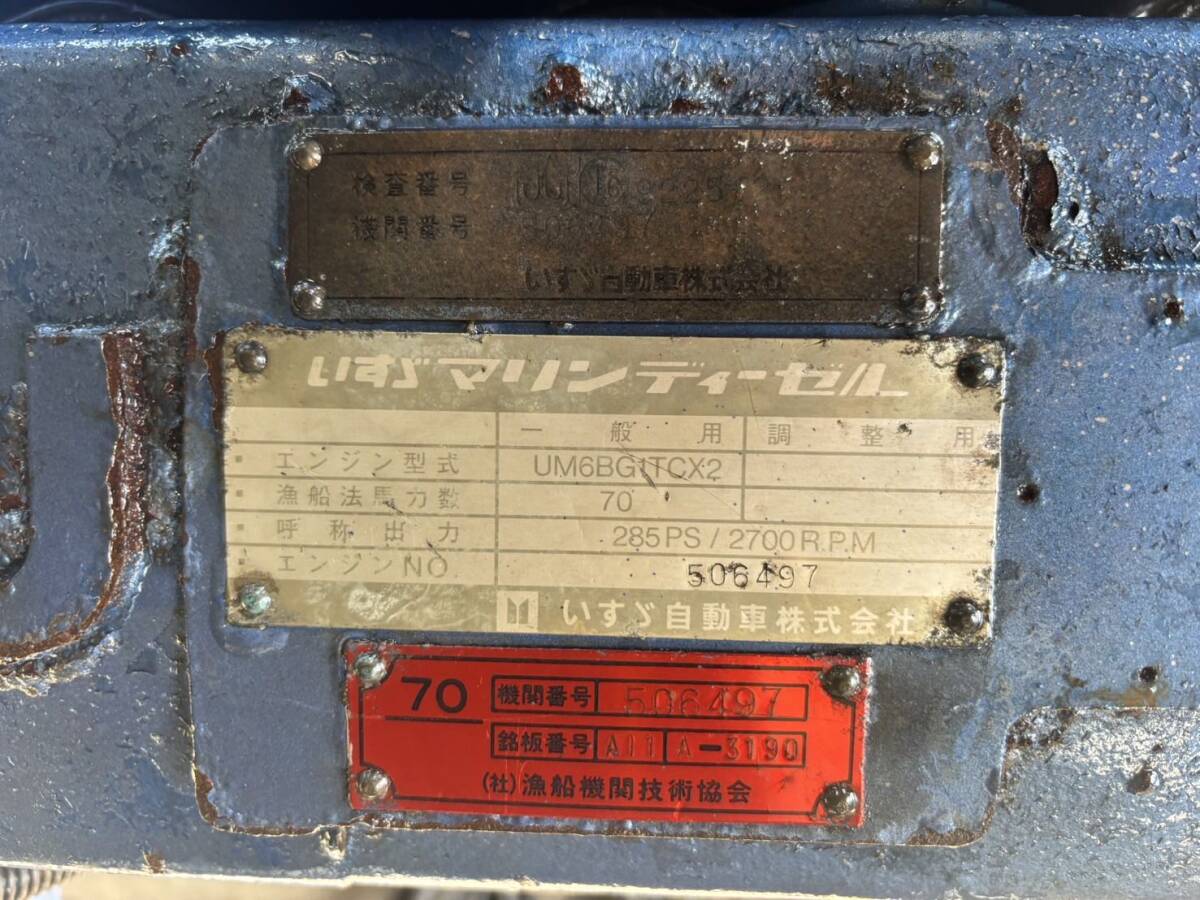 検査番号
機関番号
いすゞ自動車株式会社
いすゞマリンディーゼル
一般用 調整用
エンジン型式 UM6BG1TCX2
漁船法馬力数 70
呼称出力 285PS/2700R.P.M
エンジンNO 506497
いすゞ自動車株式会社
70 機関番号 506497
銘板番号 A11 A-3190
(社)漁船機関技術協会